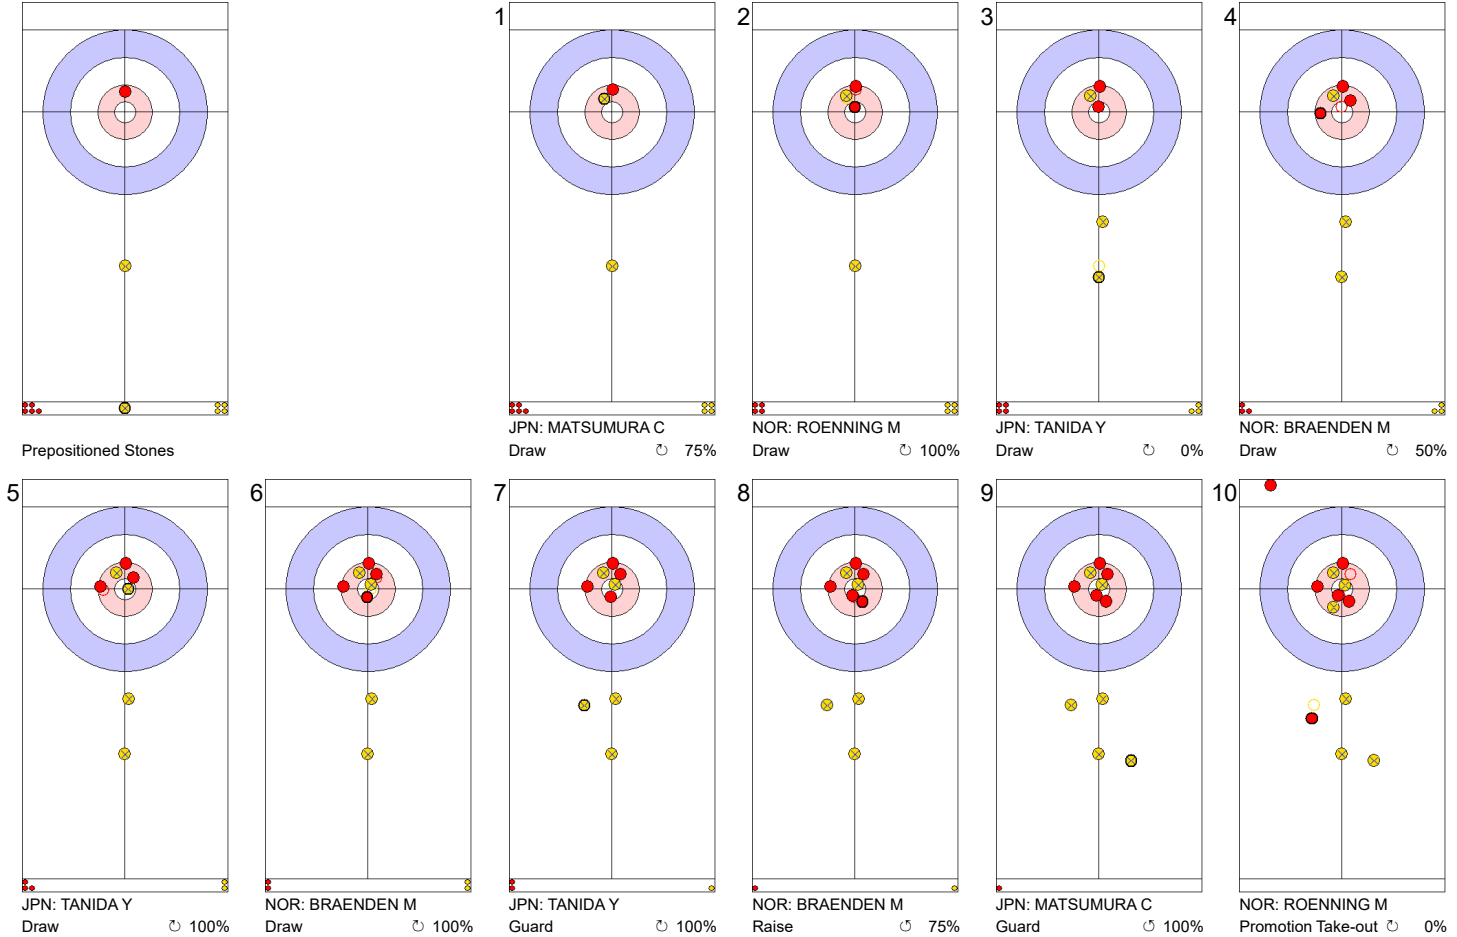 1
2
3
4
JPN: MATSUMURA C
Draw 75%
NOR: ROENNING M
Draw 100%
JPN: TANIDA Y
Draw 0%
NOR: BRAENDEN M
Draw 50%
Prepositioned Stones
5
6
7
8
9
10
JPN: TANIDA Y
Draw 100%
NOR: BRAENDEN M
Draw 100%
JPN: TANIDA Y
Guard 100%
NOR: BRAENDEN M
Raise 75%
JPN: MATSUMURA C
Guard 100%
NOR: ROENNING M
Promotion Take-out 0%